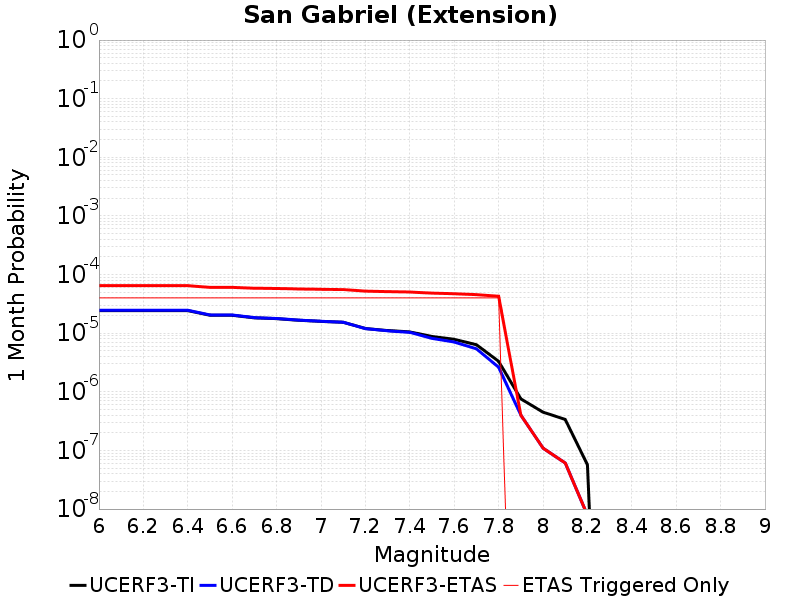 San Gabriel (Extension)
10^0
10^-1
10^-2
10^-3
10^-4
10^-5
10^-6
10^-7
10^-8
1 Month Probability
6 6.2 6.4 6.6 6.8 7 7.2 7.4 7.6 7.8 8 8.2 8.4 8.6 8.8 9
Magnitude
UCERF3-TI UCERF3-TD UCERF3-ETAS ETAS Triggered Only